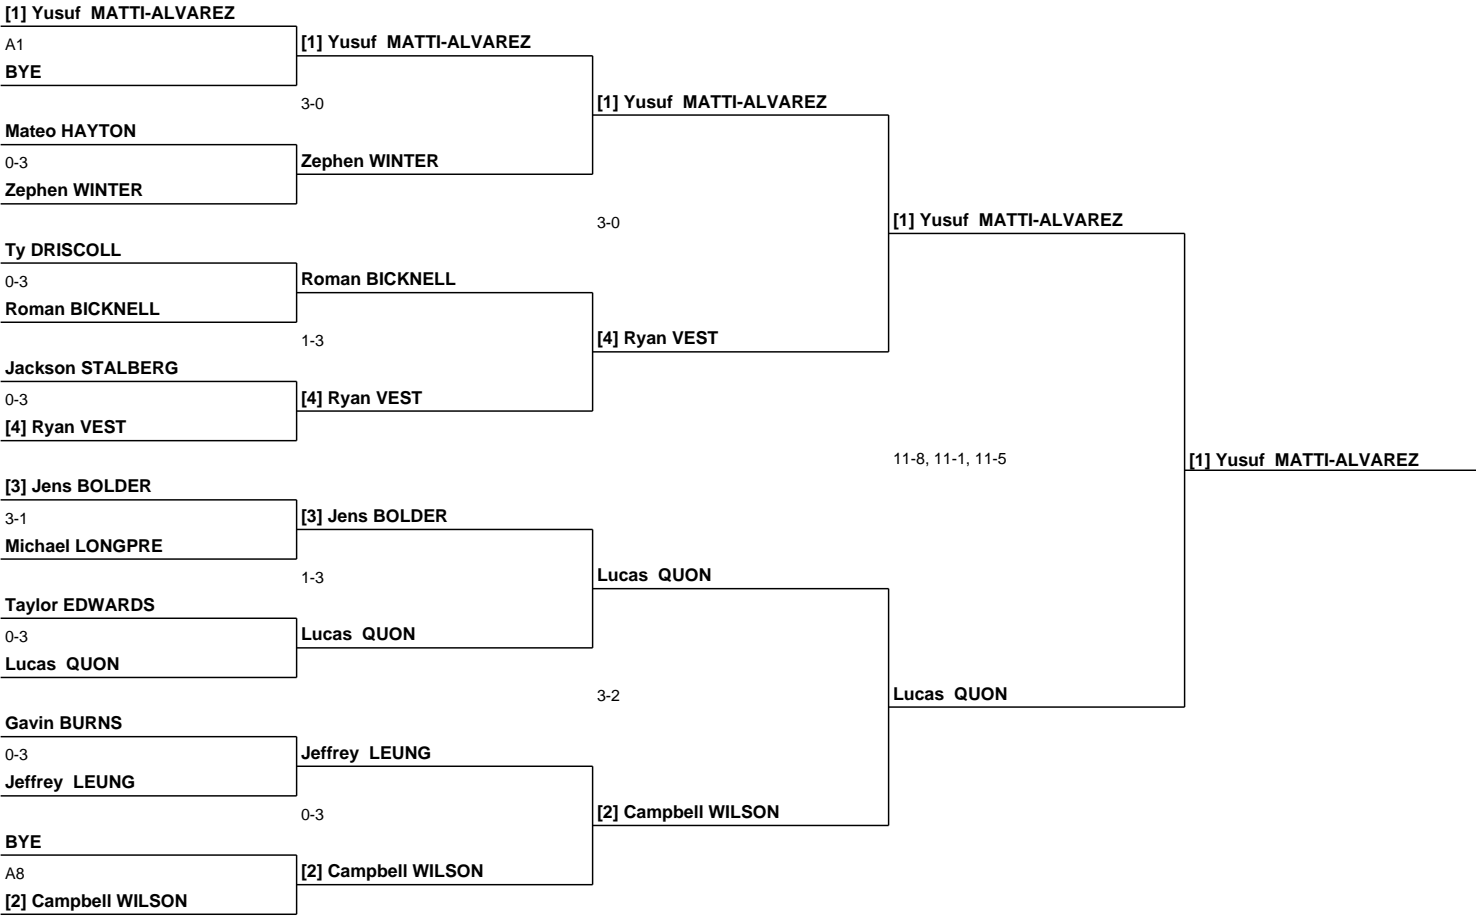 [1] Yusuf  MATTI-ALVAREZ
A1
BYE
Mateo HAYTON
0-3
Zephen WINTER
Ty DRISCOLL
0-3
Roman BICKNELL
Jackson STALBERG
0-3
[4] Ryan VEST
[3] Jens BOLDER
3-1
Michael LONGPRE
Taylor EDWARDS
0-3
Lucas  QUON
Gavin BURNS
0-3
Jeffrey  LEUNG
BYE
A8
[2] Campbell WILSON
[1] Yusuf  MATTI-ALVAREZ
3-0
Zephen WINTER
Roman BICKNELL
1-3
[4] Ryan VEST
[3] Jens BOLDER
1-3
Lucas  QUON
Jeffrey  LEUNG
0-3
[2] Campbell WILSON
[1] Yusuf  MATTI-ALVAREZ
3-0
[4] Ryan VEST
Lucas  QUON
3-2
[2] Campbell WILSON
[1] Yusuf  MATTI-ALVAREZ
11-8, 11-1, 11-5
Lucas  QUON
[1] Yusuf  MATTI-ALVAREZ